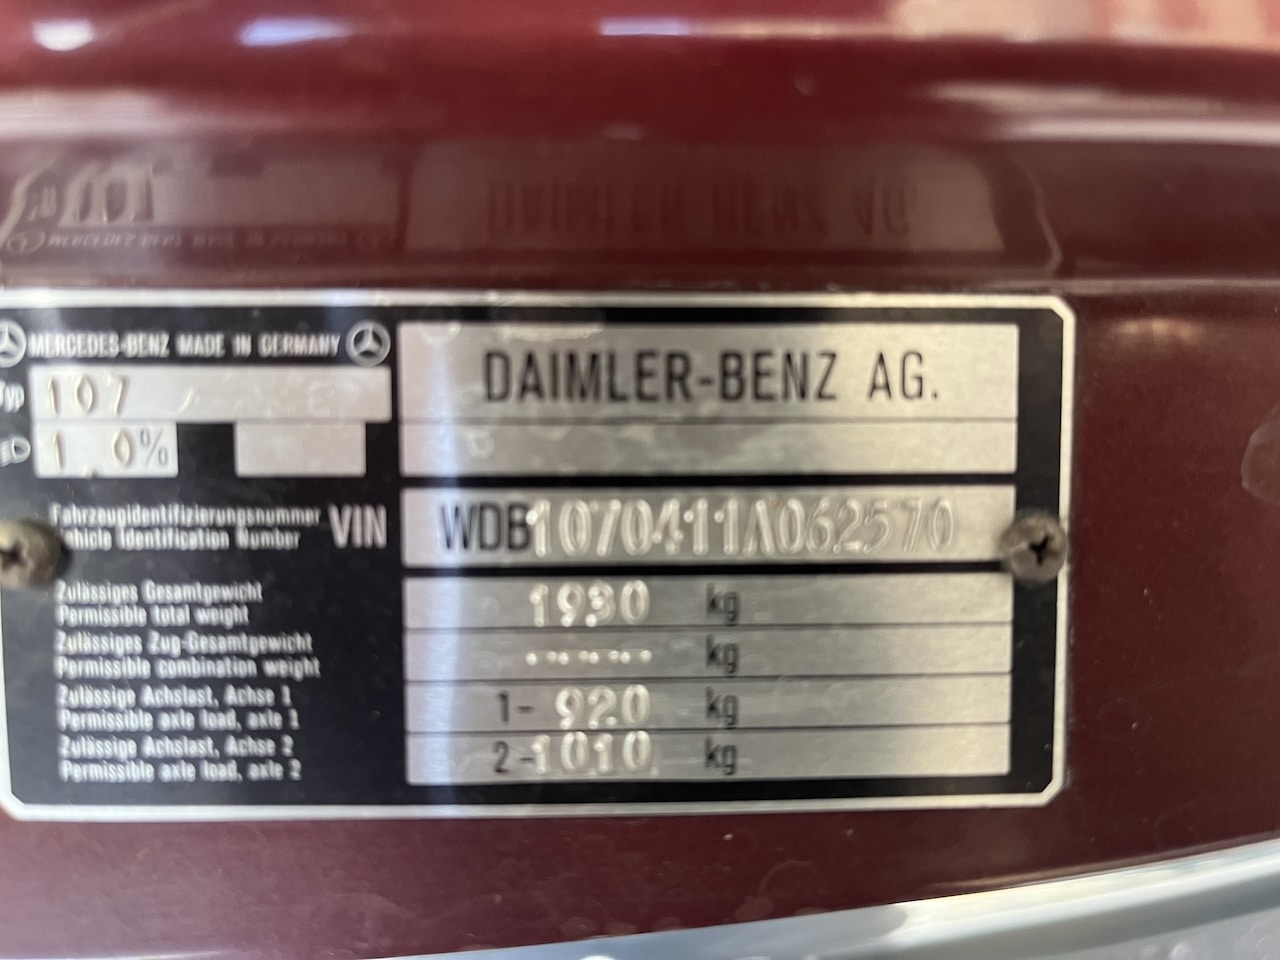 MERCEDES-BENZ MADE IN GERMANY
Typ 107
1,0%
DAIMLER-BENZ AG.
Fahrzeugidentifizierungsnummer
Vehicle Identification Number
VIN WDB1070411A062570
Zulässiges Gesamtgewicht
Permissible total weight
1930 kg
Zulässiges Zug-Gesamtgewicht
Permissible combination weight
kg
Zulässige Achslast, Achse 1
Permissible axle load, axle 1
1- 920 kg
Zulässige Achslast, Achse 2
Permissible axle load, axle 2
2- 1010 kg